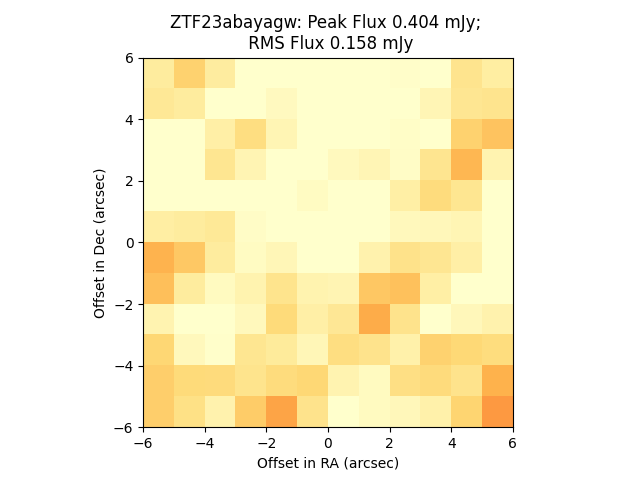 ZTF23abayagw: Peak Flux 0.404 mJy;
RMS Flux 0.158 mJy
6
4
2
0
−2
−4
−6
Offset in Dec (arcsec)
−6 −4 −2 0 2 4 6
Offset in RA (arcsec)